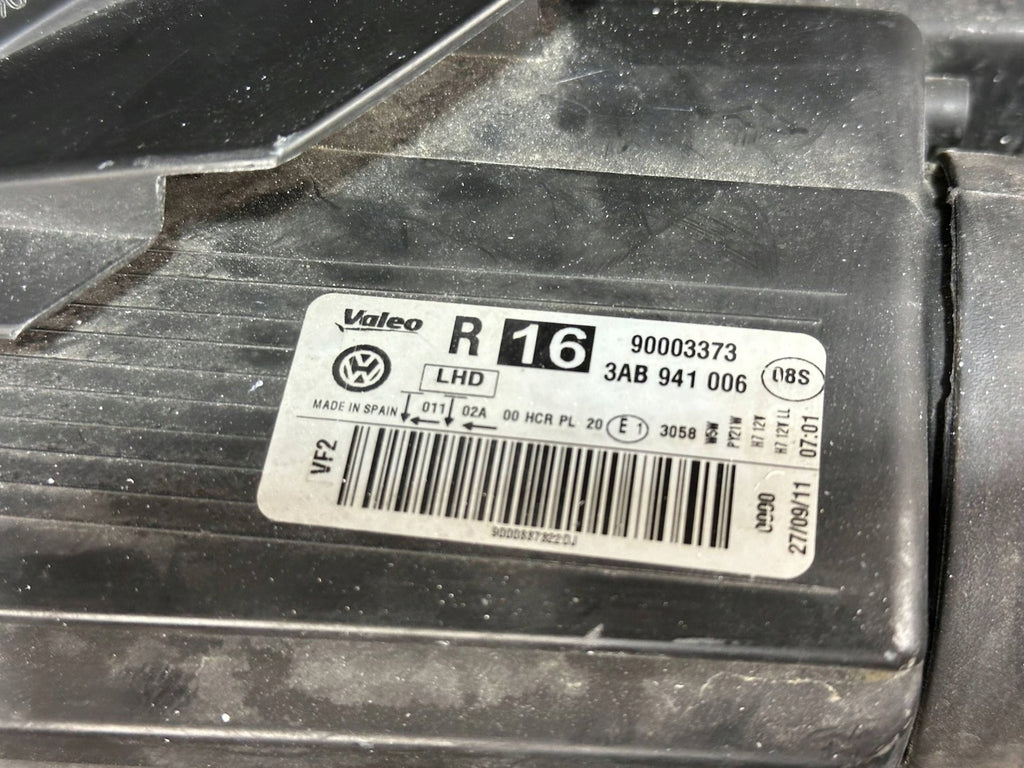 Valeo R 16 90003373
LHD 3AB 941 006 08S
MADE IN SPAIN 011 02A 00 HCR PL 20 E 1 3058
W5W
PY21W
H7 12V
H7 12V LL
07:01
VF2
27/09/11